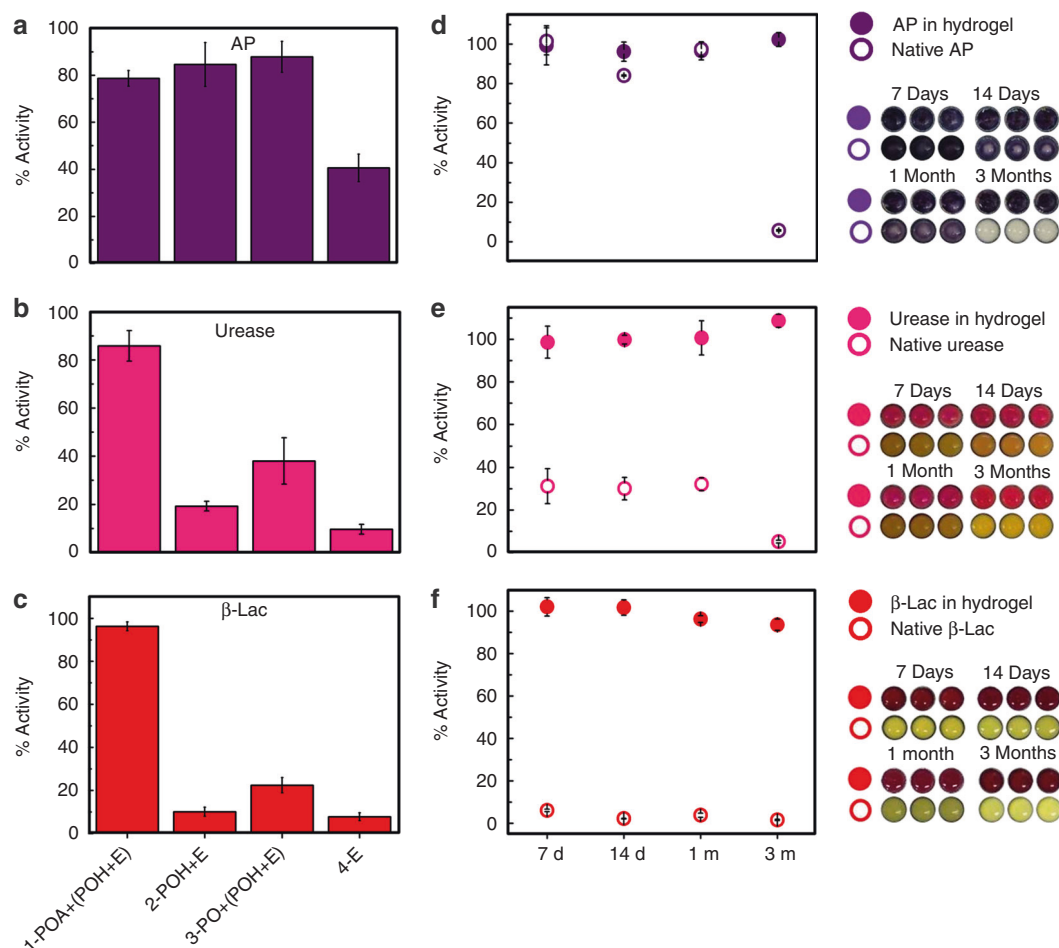 a
AP
% Activity
100
80
60
40
20
0
b
Urease
% Activity
100
80
60
40
20
0
c
β-Lac
% Activity
100
80
60
40
20
0
1-POA+(POH+E)
2-POH+E
3-PO+(POH+E)
4-E
d
% Activity
100
80
60
40
20
0
AP in hydrogel
Native AP
7 Days 14 Days
1 Month 3 Months
e
% Activity
100
80
60
40
20
0
Urease in hydrogel
Native urease
7 Days 14 Days
1 Month 3 Months
f
% Activity
100
80
60
40
20
0
7 d 14 d 1 m 3 m
β-Lac in hydrogel
Native β-Lac
7 Days 14 Days
1 month 3 Months